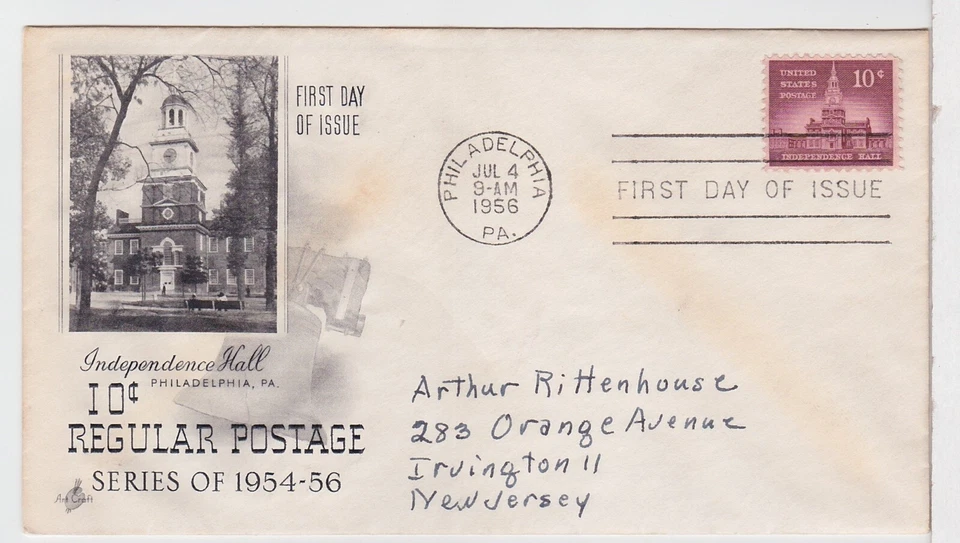 FIRST DAY
OF ISSUE
Independence Hall
PHILADELPHIA, PA.
10¢
REGULAR POSTAGE
SERIES OF 1954-56
Art Craft
PHILADELPHIA
JUL 4
9-AM
1956
PA.
UNITED
STATES
POSTAGE
10¢
INDEPENDENCE HALL
FIRST DAY OF ISSUE
Arthur Rittenhouse
283 Orange Avenue
Irvington 11
New Jersey